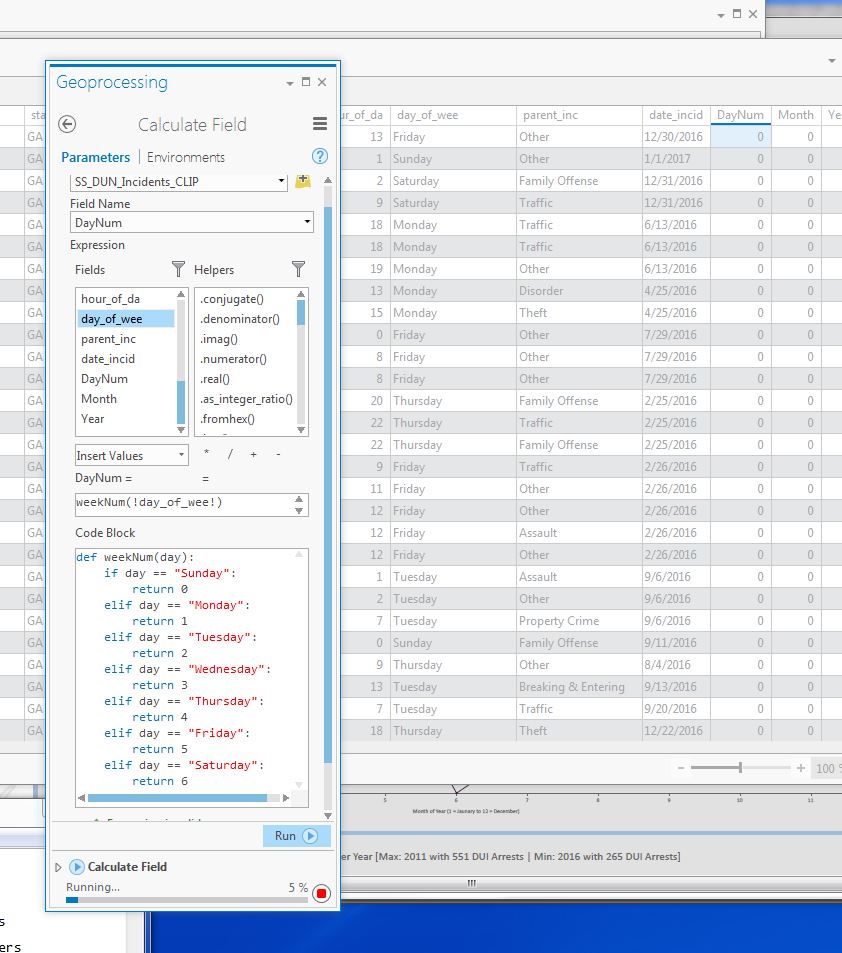 Geoprocessing
Calculate Field
Parameters | Environments
?
SS_DUN_Incidents_CLIP
Field Name
DayNum
Expression
Fields Helpers
hour_of_da
day_of_wee
parent_inc
date_incid
DayNum
Month
Year
.conjugate()
.denominator()
.imag()
.numerator()
.real()
.as_integer_ratio()
.fromhex()
Insert Values * / + -
DayNum = =
weekNum(!day_of_wee!)
Code Block
def weekNum(day):
    if day == "Sunday":
        return 0
    elif day == "Monday":
        return 1
    elif day == "Tuesday":
        return 2
    elif day == "Wednesday":
        return 3
    elif day == "Thursday":
        return 4
    elif day == "Friday":
        return 5
    elif day == "Saturday":
        return 6
Run
Calculate Field
Running... 5 %
sta ur_of_da day_of_wee parent_inc date_incid DayNum Month Ye
GA 13 Friday Other 12/30/2016 0 0
GA 1 Sunday Other 1/1/2017 0 0
GA 2 Saturday Family Offense 12/31/2016 0 0
GA 9 Saturday Traffic 12/31/2016 0 0
GA 18 Monday Traffic 6/13/2016 0 0
GA 18 Monday Traffic 6/13/2016 0 0
GA 19 Monday Other 6/13/2016 0 0
GA 13 Monday Disorder 4/25/2016 0 0
GA 15 Monday Theft 4/25/2016 0 0
GA 0 Friday Other 7/29/2016 0 0
GA 8 Friday Other 7/29/2016 0 0
GA 8 Friday Other 7/29/2016 0 0
GA 20 Thursday Family Offense 2/25/2016 0 0
GA 22 Thursday Traffic 2/25/2016 0 0
GA 22 Thursday Family Offense 2/25/2016 0 0
GA 9 Friday Traffic 2/26/2016 0 0
GA 11 Friday Other 2/26/2016 0 0
GA 12 Friday Other 2/26/2016 0 0
GA 12 Friday Assault 2/26/2016 0 0
GA 12 Friday Other 2/26/2016 0 0
GA 1 Tuesday Assault 9/6/2016 0 0
GA 2 Tuesday Other 9/6/2016 0 0
GA 7 Tuesday Property Crime 9/6/2016 0 0
GA 0 Sunday Family Offense 9/11/2016 0 0
GA 9 Thursday Other 8/4/2016 0 0
GA 13 Tuesday Breaking & Entering 9/13/2016 0 0
GA 7 Tuesday Traffic 9/20/2016 0 0
GA 18 Thursday Theft 12/22/2016 0 0
- + 100 %
5 6 7 8 9 10 11
Month of Year (1 = Jaunary to 12 = December)
er Year [Max: 2011 with 551 DUI Arrests | Min: 2016 with 265 DUI Arrests]
s
ers